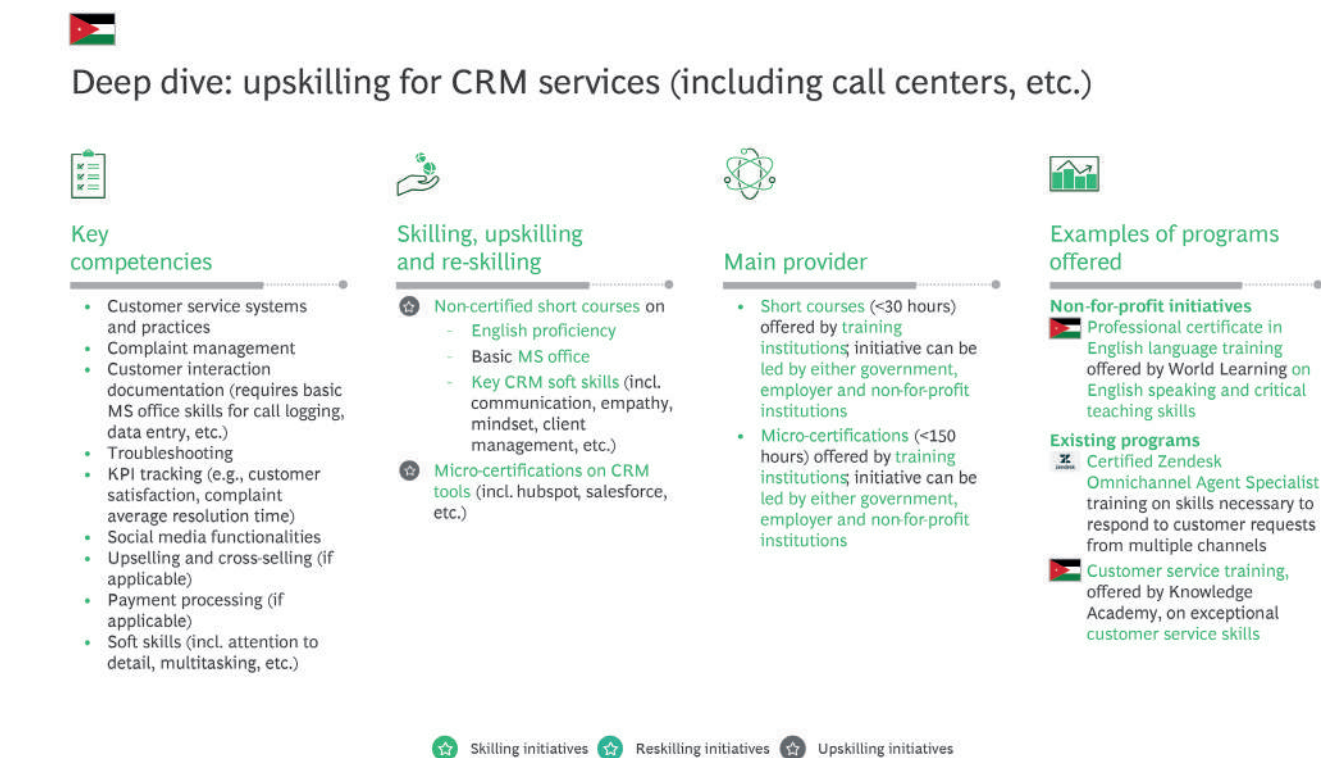 Deep dive: upskilling for CRM services (including call centers, etc.)
Key
competencies
• Customer service systems
and practices
• Complaint management
• Customer interaction
documentation (requires basic
MS office skills for call logging,
data entry, etc.)
• Troubleshooting
• KPI tracking (e.g., customer
satisfaction, complaint
average resolution time)
• Social media functionalities
• Upselling and cross-selling (if
applicable)
• Payment processing (if
applicable)
• Soft skills (incl. attention to
detail, multitasking, etc.)
Skilling, upskilling
and re-skilling
Non-certified short courses on
- English proficiency
- Basic MS office
- Key CRM soft skills (incl.
communication, empathy,
mindset, client
management, etc.)
Micro-certifications on CRM
tools (incl. hubspot, salesforce,
etc.)
Main provider
• Short courses (<30 hours)
offered by training
institutions; initiative can be
led by either government,
employer and non-for-profit
institutions
• Micro-certifications (<150
hours) offered by training
institutions; initiative can be
led by either government,
employer and non-for-profit
institutions
Examples of programs
offered
Non-for-profit initiatives
Professional certificate in
English language training
offered by World Learning on
English speaking and critical
teaching skills
Existing programs
zendesk
Certified Zendesk
Omnichannel Agent Specialist
training on skills necessary to
respond to customer requests
from multiple channels
Customer service training,
offered by Knowledge
Academy, on exceptional
customer service skills
Skilling initiatives Reskilling initiatives Upskilling initiatives